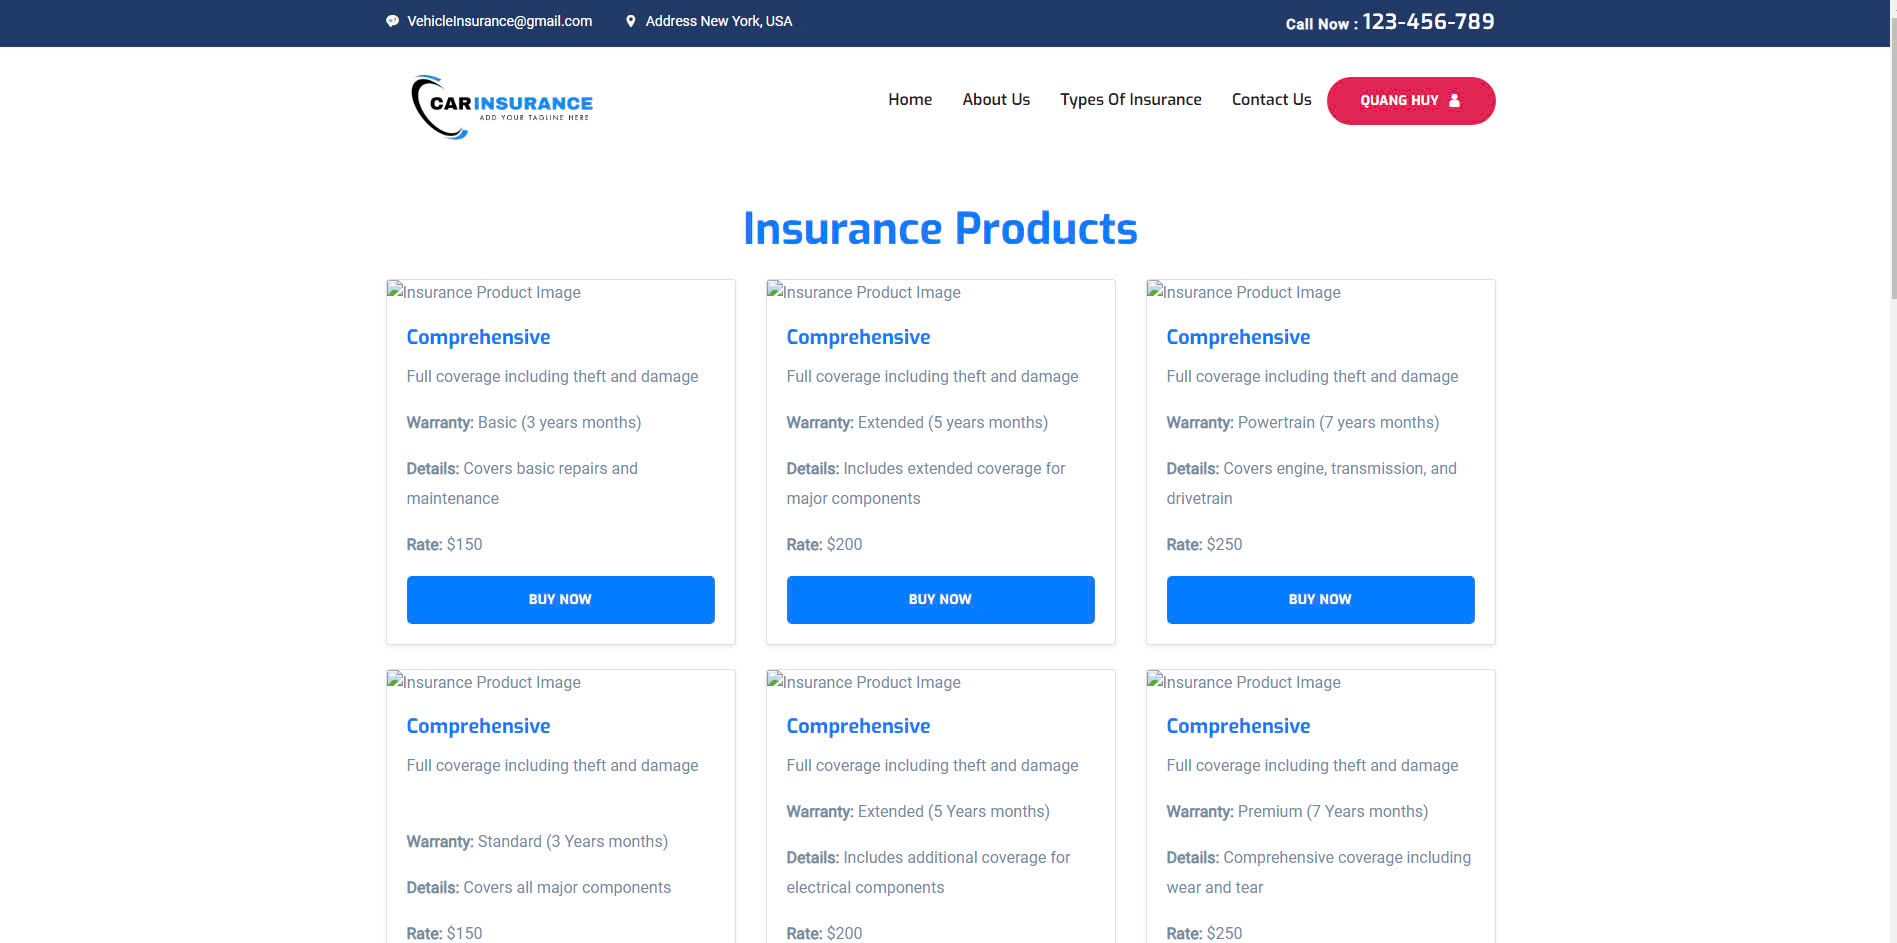 VehicleInsurance@gmail.com Address New York, USA Call Now : 123-456-789
CARINSURANCE
ADD YOUR TAGLINE HERE
Home About Us Types Of Insurance Contact Us QUANG HUY
Insurance Products
Insurance Product Image
Comprehensive
Full coverage including theft and damage
Warranty: Basic (3 years months)
Details: Covers basic repairs and
maintenance
Rate: $150
BUY NOW
Insurance Product Image
Comprehensive
Full coverage including theft and damage
Warranty: Extended (5 years months)
Details: Includes extended coverage for
major components
Rate: $200
BUY NOW
Insurance Product Image
Comprehensive
Full coverage including theft and damage
Warranty: Powertrain (7 years months)
Details: Covers engine, transmission, and
drivetrain
Rate: $250
BUY NOW
Insurance Product Image
Comprehensive
Full coverage including theft and damage
Warranty: Standard (3 Years months)
Details: Covers all major components
Rate: $150
Insurance Product Image
Comprehensive
Full coverage including theft and damage
Warranty: Extended (5 Years months)
Details: Includes additional coverage for
electrical components
Rate: $200
Insurance Product Image
Comprehensive
Full coverage including theft and damage
Warranty: Premium (7 Years months)
Details: Comprehensive coverage including
wear and tear
Rate: $250